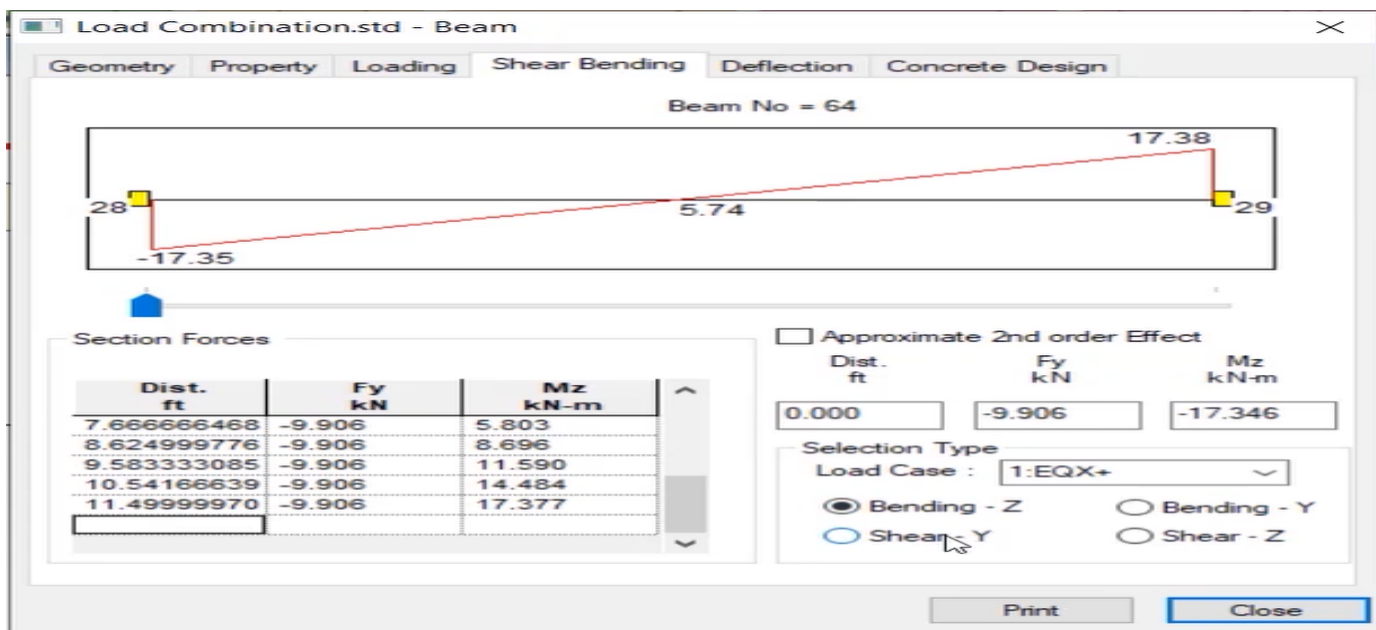 Load Combination.std - Beam
Geometry Property Loading Shear Bending Deflection Concrete Design
Beam No = 64
17.38
28 5.74 29
-17.35
Section Forces
Dist. ft Fy kN Mz kN-m
7.666666468 -9.906 5.803
8.624999776 -9.906 8.696
9.583333085 -9.906 11.590
10.54166639 -9.906 14.484
11.49999970 -9.906 17.377
Approximate 2nd order Effect
Dist. Fy Mz
ft kN kN-m
0.000 -9.906 -17.346
Selection Type
Load Case : 1:EQX+
Bending - Z Bending - Y
Shear - Y Shear - Z
Print Close